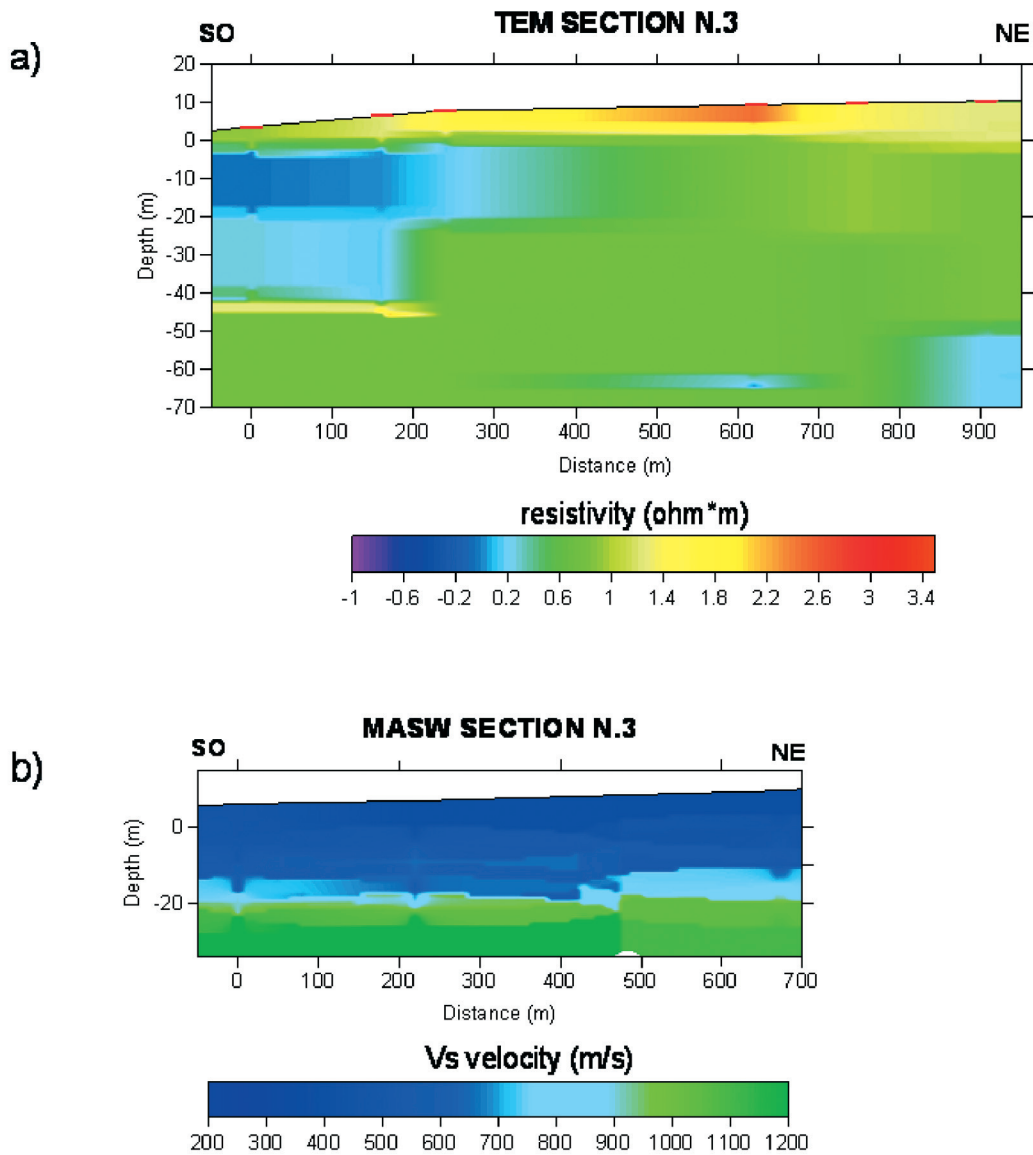 a)
TEM SECTION N.3
SO
NE
20
10
0
-10
-20
-30
-40
-50
-60
-70
Depth (m)
0 100 200 300 400 500 600 700 800 900
Distance (m)
resistivity (ohm*m)
-1 -0.6 -0.2 0.2 0.6 1 1.4 1.8 2.2 2.6 3 3.4
b)
MASW SECTION N.3
SO
NE
0
-20
Depth (m)
0 100 200 300 400 500 600 700
Distance (m)
Vs velocity (m/s)
200 300 400 500 600 700 800 900 1000 1100 1200